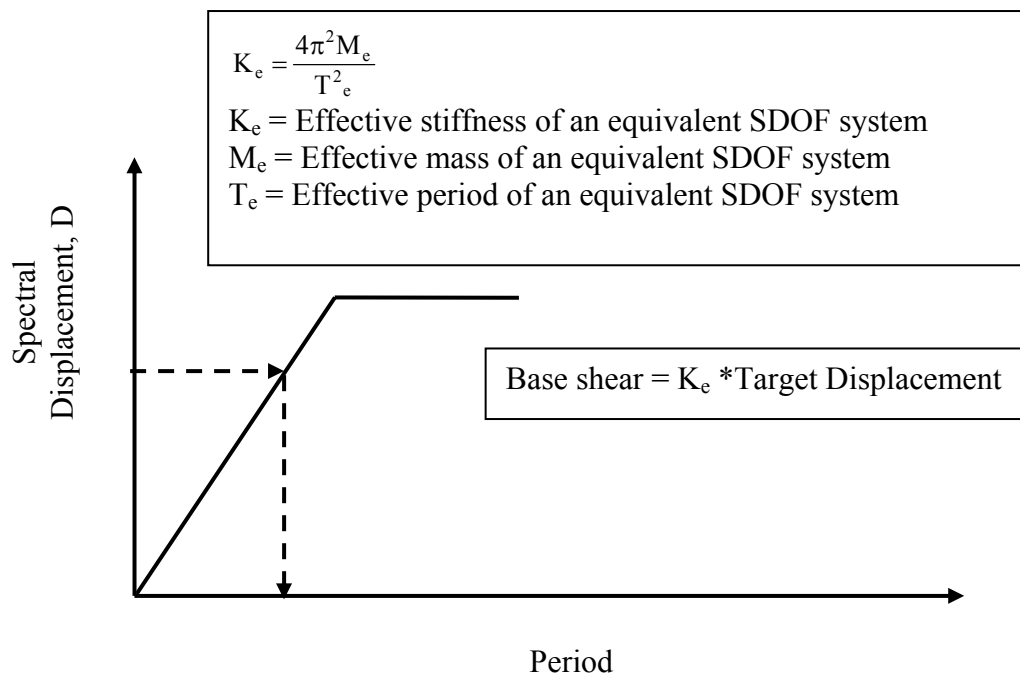 K_e = 4π²M_e / T²_e
K_e = Effective stiffness of an equivalent SDOF system
M_e = Effective mass of an equivalent SDOF system
T_e = Effective period of an equivalent SDOF system
Spectral
Displacement, D
Base shear = K_e *Target Displacement
Period